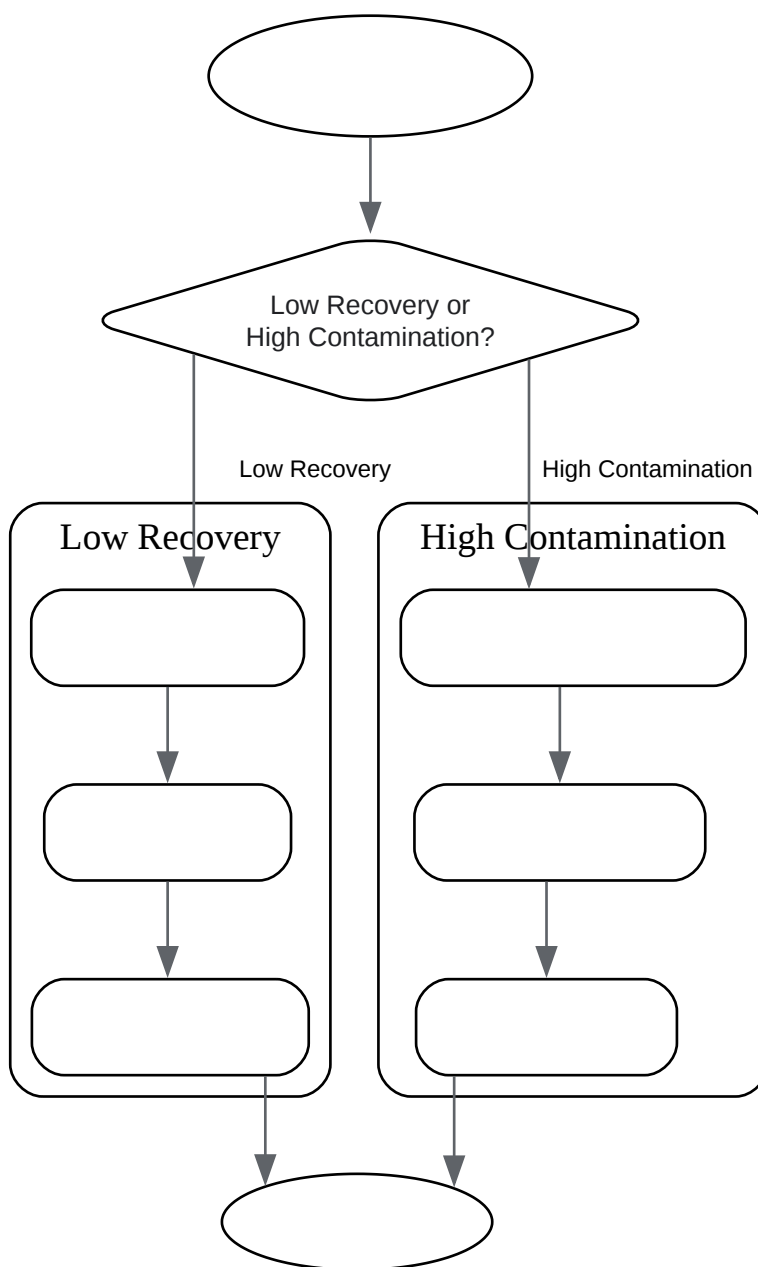 Low Recovery or
High Contamination?
Low Recovery
High Contamination
Low Recovery
High Contamination